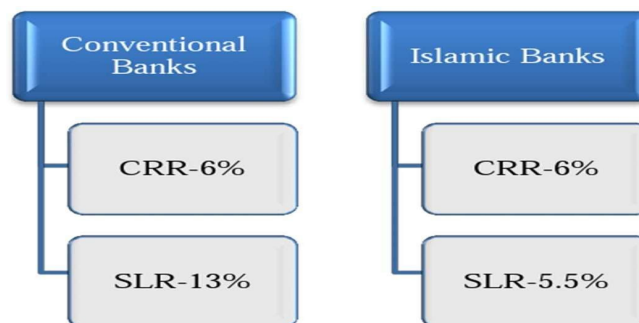 Conventional
Banks
CRR-6%
SLR-13%
Islamic Banks
CRR-6%
SLR-5.5%